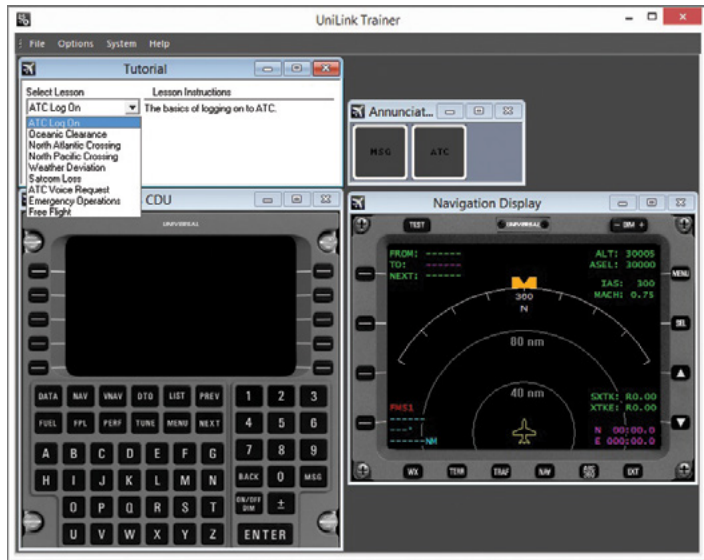 UniLink Trainer
File Options System Help
Tutorial
Select Lesson
Lesson Instructions
ATC Log On
The basics of logging on to ATC.
ATC Log On
Oceanic Clearance
North Atlantic Crossing
North Pacific Crossing
Weather Deviation
Satcom Loss
ATC Voice Request
Emergency Operations
Free Flight
Annunciat...
MSG ATC
CDU
UNIVERSAL
DATA NAV VNAV DTO LIST PREV
FUEL FPL PERF TUNE MENU NEXT
A B C D E F G
H I J K L M N
O P Q R S T
U V W X Y Z
1 2 3
4 5 6
7 8 9
BACK 0 MSG
ON/OFF DIM ±
ENTER
Navigation Display
TEST UNIVERSAL - DIM +
FROM: ------
TO: ------
NEXT: ------
ALT: 30005
ASEL: 30000
IAS: 300
MACH: 0.75
MENU
DEL
360
N
80 nm
40 nm
FMS1
SXTK: R0.00
XTKE: R0.00
N 00:00.0
E 000:00.0
WX TERR TRAF NAV EXT